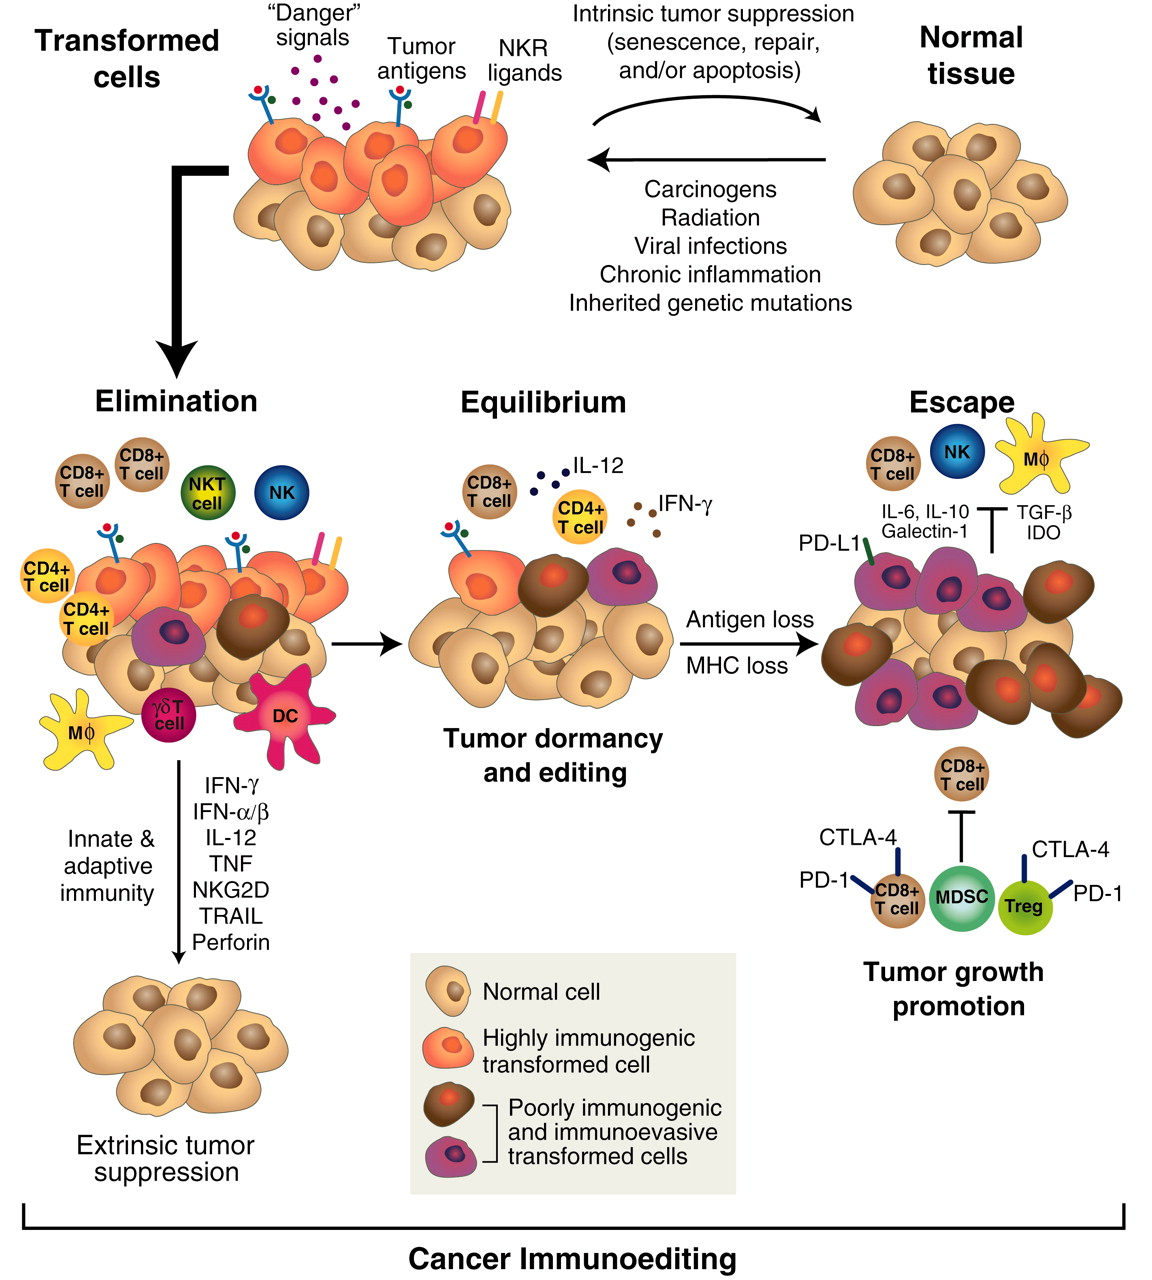 Transformed
cells
“Danger”
signals
Tumor
antigens
NKR
ligands
Intrinsic tumor suppression
(senescence, repair,
and/or apoptosis)
Normal
tissue
Carcinogens
Radiation
Viral infections
Chronic inflammation
Inherited genetic mutations
Elimination
CD8+
T cell
CD8+
T cell
NKT
cell
NK
CD4+
T cell
CD4+
T cell
Mϕ
γδT
cell
DC
Innate &
adaptive
immunity
IFN-γ
IFN-α/β
IL-12
TNF
NKG2D
TRAIL
Perforin
Extrinsic tumor
suppression
Equilibrium
CD8+
T cell
IL-12
CD4+
T cell
IFN-γ
Tumor dormancy
and editing
Antigen loss
MHC loss
Escape
CD8+
T cell
NK
Mϕ
IL-6, IL-10
Galectin-1
TGF-β
IDO
PD-L1
CD8+
T cell
CTLA-4
PD-1
CD8+
T cell
MDSC
Treg
CTLA-4
PD-1
Tumor growth
promotion
Normal cell
Highly immunogenic
transformed cell
Poorly immunogenic
and immunoevasive
transformed cells
Cancer Immunoediting